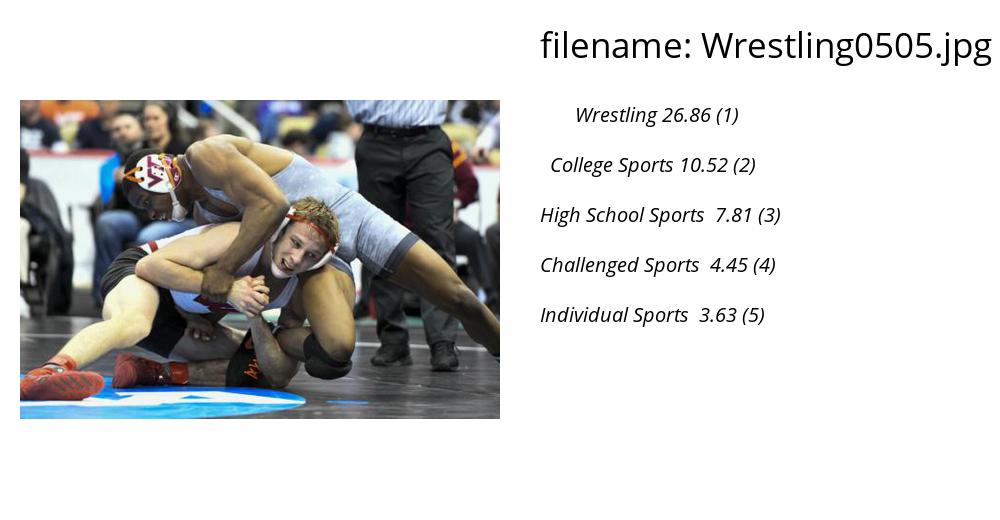 filename: Wrestling0505.jpg
Wrestling 26.86 (1)
College Sports 10.52 (2)
High School Sports 7.81 (3)
Challenged Sports 4.45 (4)
Individual Sports 3.63 (5)
VT